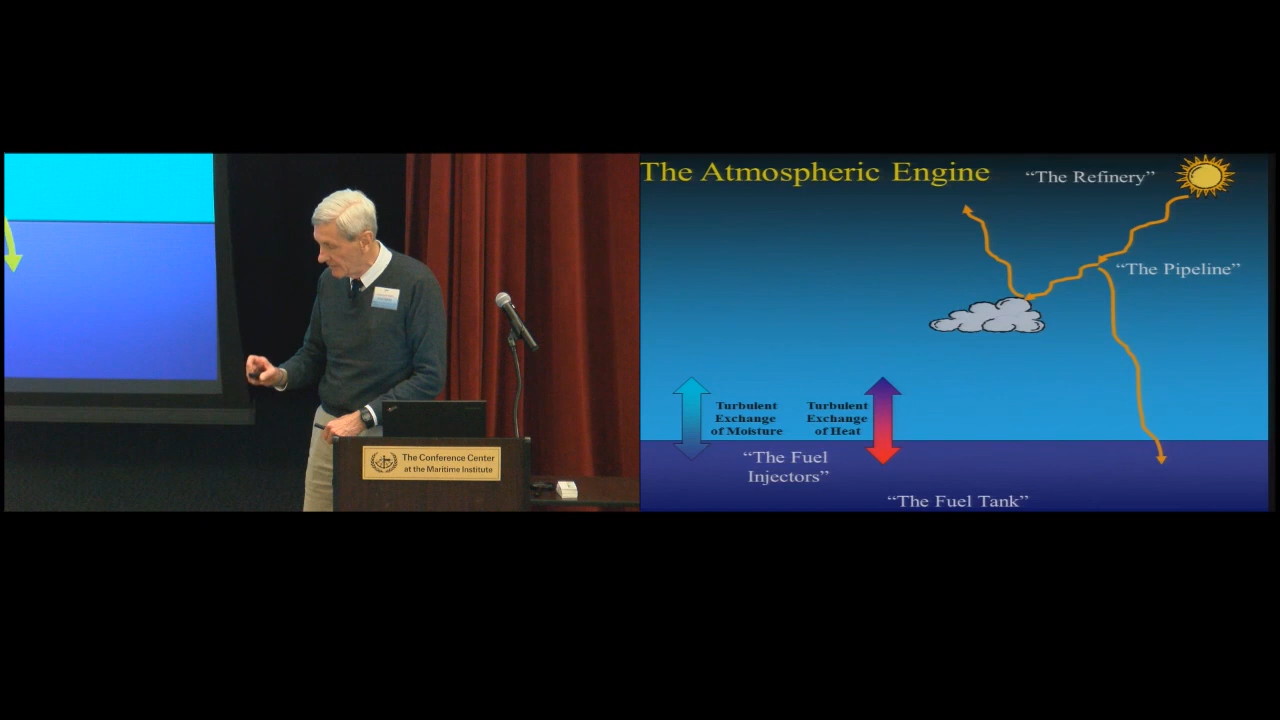 The Conference Center
at the Maritime Institute
The Atmospheric Engine
“The Refinery”
“The Pipeline”
Turbulent
Exchange
of Moisture
Turbulent
Exchange
of Heat
“The Fuel
Injectors”
“The Fuel Tank”